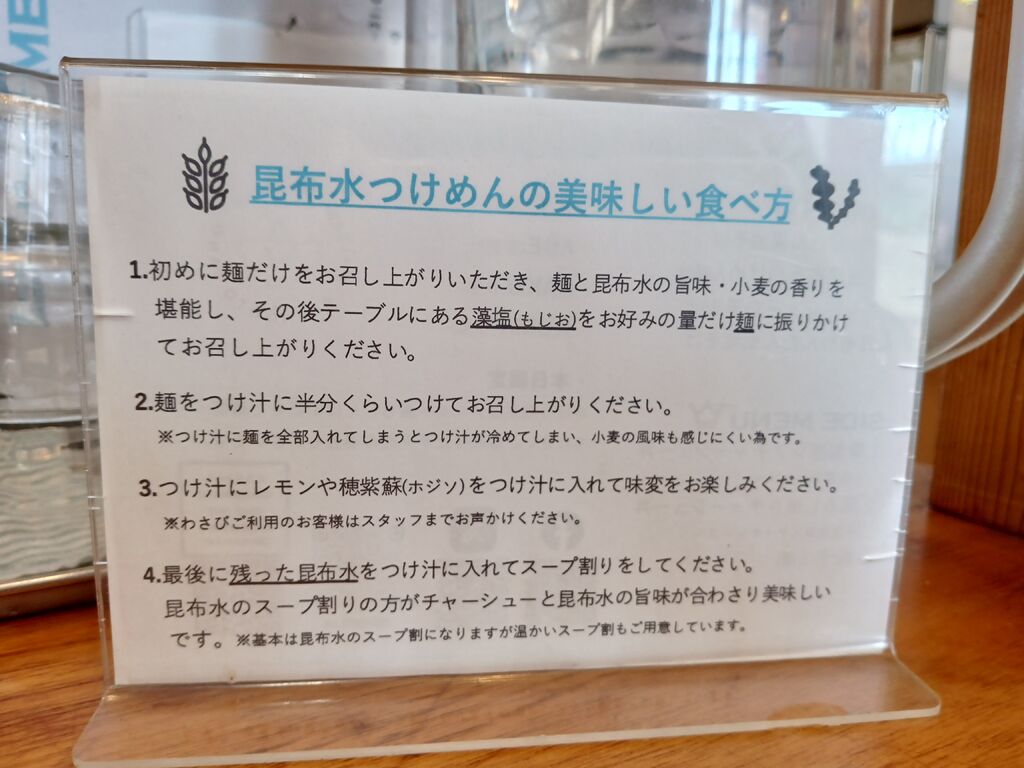 昆布水つけめんの美味しい食べ方
1.初めに麺だけをお召し上がりいただき、麺と昆布水の旨味・小麦の香りを
堪能し、その後テーブルにある藻塩(もじお)をお好みの量だけ麺に振りかけ
てお召し上がりください。
2.麺をつけ汁に半分くらいつけてお召し上がりください。
※つけ汁に麺を全部入れてしまうとつけ汁が冷めてしまい、小麦の風味も感じにくい為です。
3.つけ汁にレモンや穂紫蘇(ホジソ)をつけ汁に入れて味変をお楽しみください。
※わさびご利用のお客様はスタッフまでお声かけください。
4.最後に残った昆布水をつけ汁に入れてスープ割りをしてください。
昆布水のスープ割りの方がチャーシューと昆布水の旨味が合わさり美味しい
です。※基本は昆布水のスープ割になりますが温かいスープ割もご用意しています。
ME
SIDE MENU